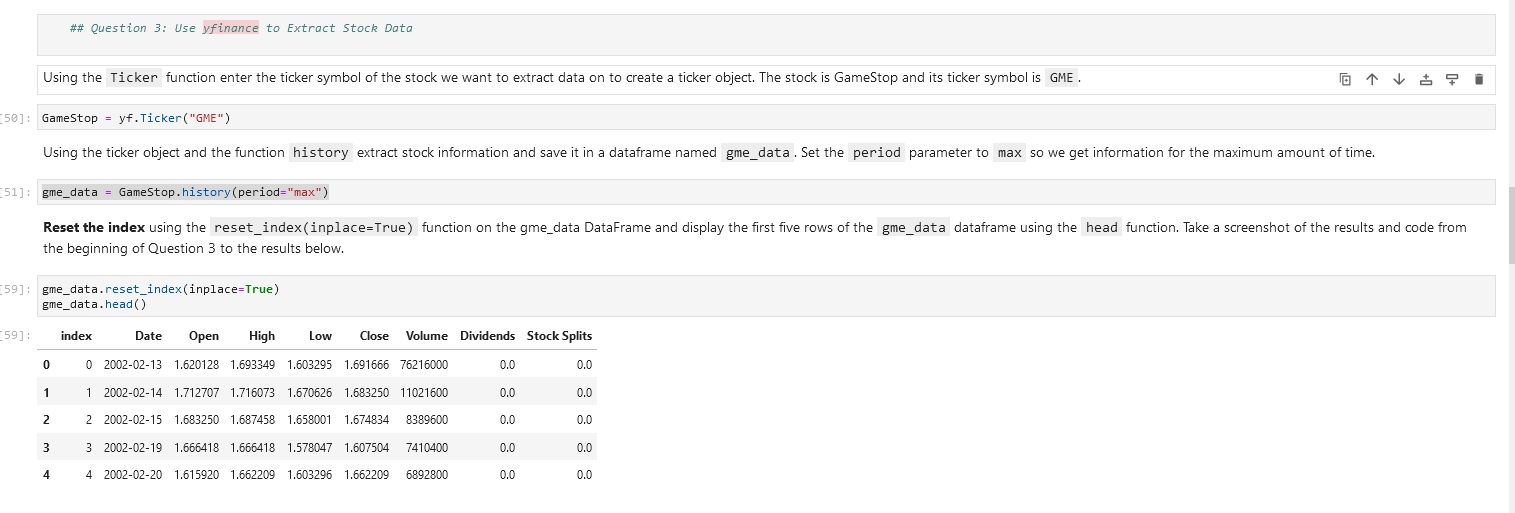 ## Question 3: Use yfinance to Extract Stock Data
Using the Ticker function enter the ticker symbol of the stock we want to extract data on to create a ticker object. The stock is GameStop and its ticker symbol is GME .
[50]: GameStop = yf.Ticker("GME")
Using the ticker object and the function history extract stock information and save it in a dataframe named gme_data . Set the period parameter to max so we get information for the maximum amount of time.
[51]: gme_data = GameStop.history(period="max")
Reset the index using the reset_index(inplace=True) function on the gme_data DataFrame and display the first five rows of the gme_data dataframe using the head function. Take a screenshot of the results and code from
the beginning of Question 3 to the results below.
[59]: gme_data.reset_index(inplace=True)
gme_data.head()
[59]: index Date Open High Low Close Volume Dividends Stock Splits
0 0 2002-02-13 1.620128 1.693349 1.603295 1.691666 76216000 0.0 0.0
1 1 2002-02-14 1.712707 1.716073 1.670626 1.683250 11021600 0.0 0.0
2 2 2002-02-15 1.683250 1.687458 1.658001 1.674834 8389600 0.0 0.0
3 3 2002-02-19 1.666418 1.666418 1.578047 1.607504 7410400 0.0 0.0
4 4 2002-02-20 1.615920 1.662209 1.603296 1.662209 6892800 0.0 0.0